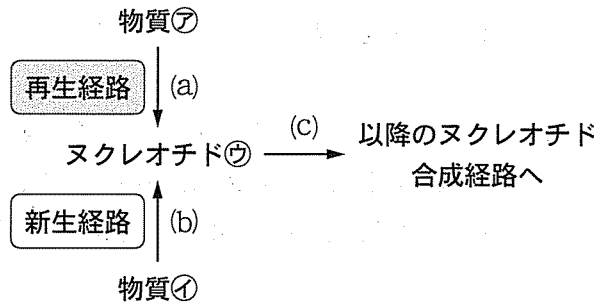 物質㋐
再生経路 (a)
ヌクレオチド㋒ (c) 以降のヌクレオチド
合成経路へ
新生経路 (b)
物質㋑